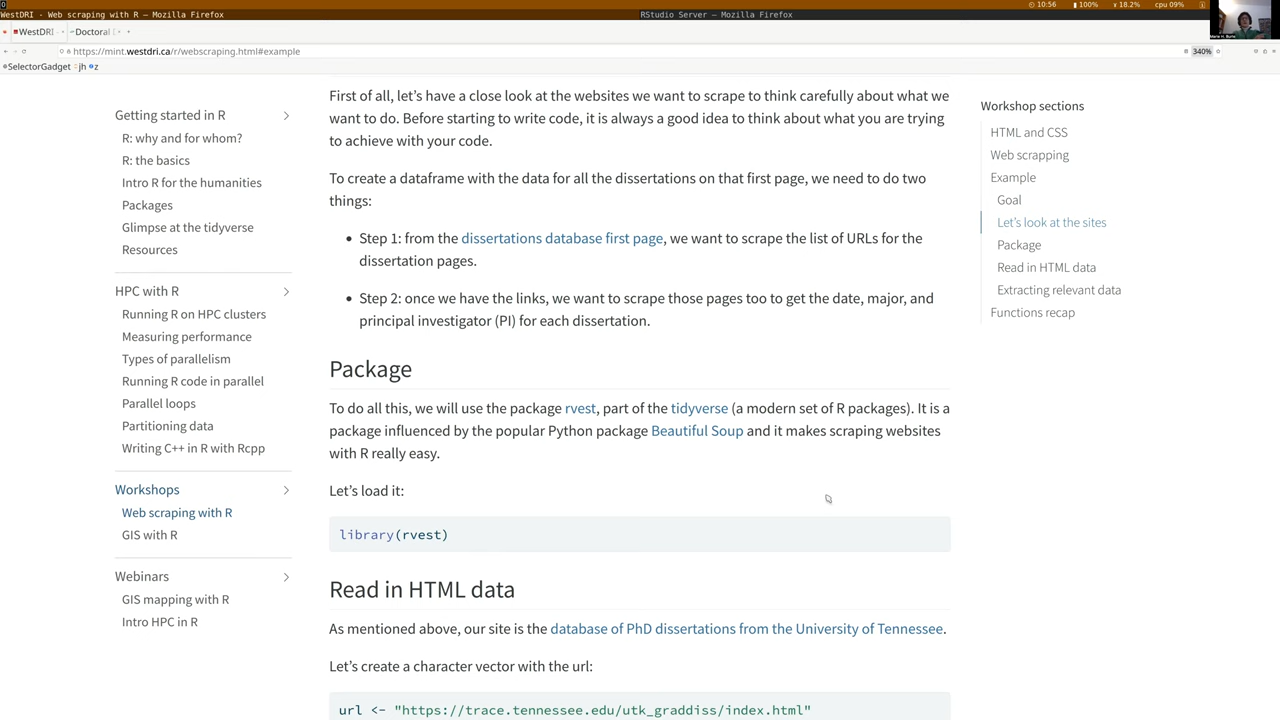 10:56
100%
18.2%
cpu 09%
WestDRI - Web scraping with R — Mozilla Firefox
RStudio Server — Mozilla Firefox
WestDRI
Doctoral
https://mint.westdri.ca/r/webscraping.html#example
340%
SelectorGadget
jh
z
Getting started in R
R: why and for whom?
R: the basics
Intro R for the humanities
Packages
Glimpse at the tidyverse
Resources
HPC with R
Running R on HPC clusters
Measuring performance
Types of parallelism
Running R code in parallel
Parallel loops
Partitioning data
Writing C++ in R with Rcpp
Workshops
Web scraping with R
GIS with R
Webinars
GIS mapping with R
Intro HPC in R
First of all, let’s have a close look at the websites we want to scrape to think carefully about what we
want to do. Before starting to write code, it is always a good idea to think about what you are trying
to achieve with your code.
To create a dataframe with the data for all the dissertations on that first page, we need to do two
things:
• Step 1: from the dissertations database first page, we want to scrape the list of URLs for the
dissertation pages.
• Step 2: once we have the links, we want to scrape those pages too to get the date, major, and
principal investigator (PI) for each dissertation.
Package
To do all this, we will use the package rvest, part of the tidyverse (a modern set of R packages). It is a
package influenced by the popular Python package Beautiful Soup and it makes scraping websites
with R really easy.
Let’s load it:
library(rvest)
Read in HTML data
As mentioned above, our site is the database of PhD dissertations from the University of Tennessee.
Let’s create a character vector with the url:
url <- "https://trace.tennessee.edu/utk_graddiss/index.html"
Workshop sections
HTML and CSS
Web scrapping
Example
Goal
Let’s look at the sites
Package
Read in HTML data
Extracting relevant data
Functions recap